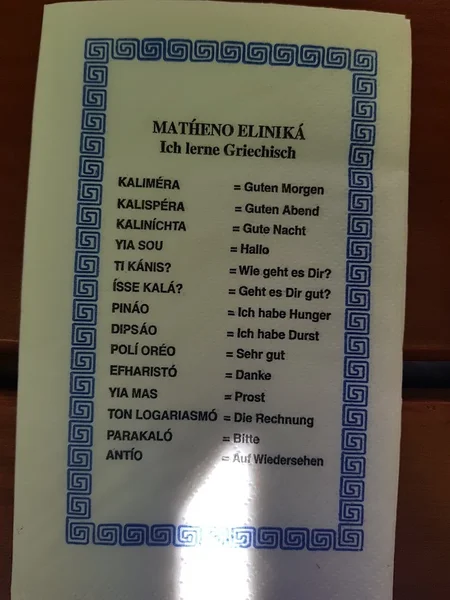 MATH́ENO ELINIKÁ
Ich lerne Griechisch
KALIMÉRA = Guten Morgen
KALISPÉRA = Guten Abend
KALINÍCHTA = Gute Nacht
YIA SOU = Hallo
TI KÁNIS? = Wie geht es Dir?
ÍSSE KALÁ? = Geht es Dir gut?
PINÁO = Ich habe Hunger
DIPSÁO = Ich habe Durst
POLÍ ORÉO = Sehr gut
EFHARISTÓ = Danke
YIA MAS = Prost
TON LOGARIASMÓ = Die Rechnung
PARAKALÓ = Bitte
ANTÍO = Auf Wiedersehen